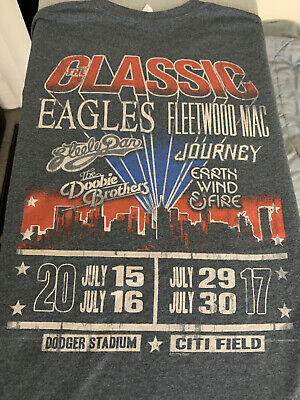 THE CLASSIC
EAGLES FLEETWOOD MAC
Steely Dan JOURNEY
The Doobie Brothers EARTH WIND & FIRE
20 JULY 15 JULY 29 17
JULY 16 JULY 30
DODGER STADIUM ★ CITI FIELD